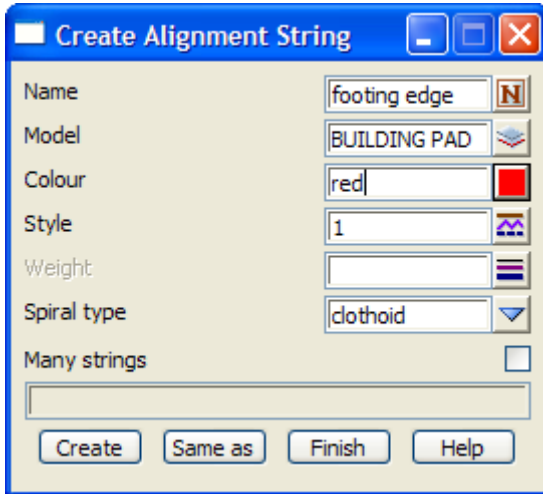 Create Alignment String
Name footing edge N
Model BUILDING PAD
Colour red
Style 1
Weight
Spiral type clothoid
Many strings
Create Same as Finish Help